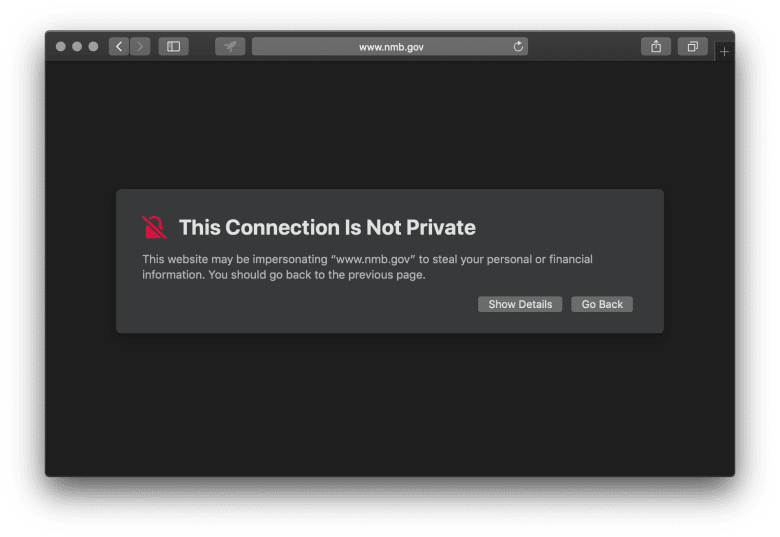 www.nmb.gov
This Connection Is Not Private
This website may be impersonating “www.nmb.gov” to steal your personal or financial
information. You should go back to the previous page.
Show Details Go Back